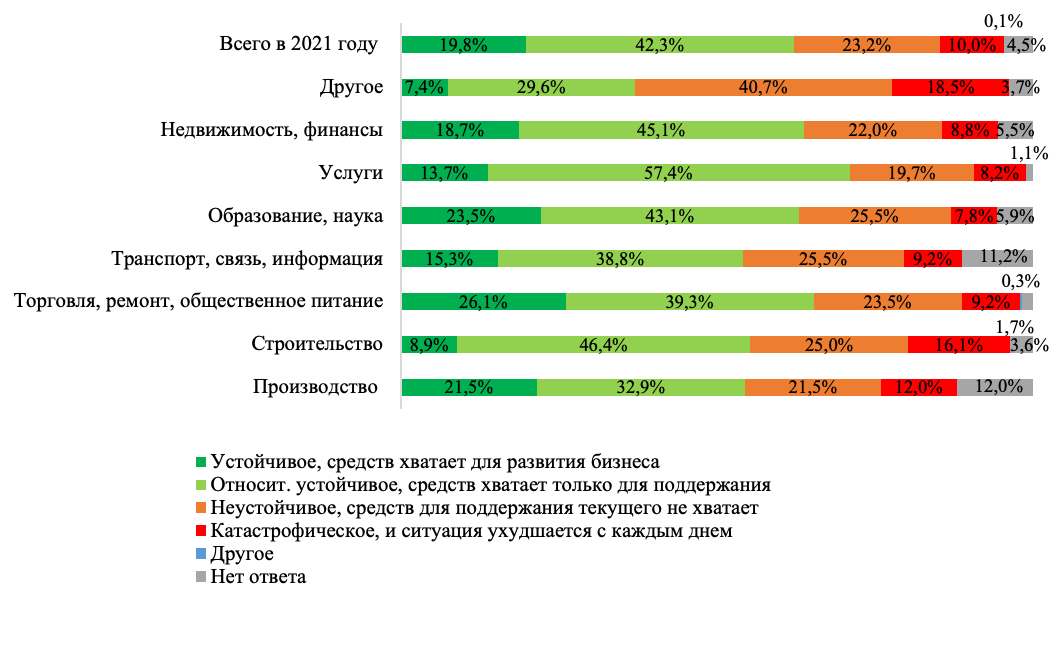 0,1%
Всего в 2021 году 19,8% 42,3% 23,2% 10,0% 4,5%
Другое 7,4% 29,6% 40,7% 18,5% 3,7%
Недвижимость, финансы 18,7% 45,1% 22,0% 8,8% 5,5%
1,1%
Услуги 13,7% 57,4% 19,7% 8,2%
Образование, наука 23,5% 43,1% 25,5% 7,8% 5,9%
Транспорт, связь, информация 15,3% 38,8% 25,5% 9,2% 11,2%
0,3%
Торговля, ремонт, общественное питание 26,1% 39,3% 23,5% 9,2%
1,7%
Строительство 8,9% 46,4% 25,0% 16,1% 3,6%
Производство 21,5% 32,9% 21,5% 12,0% 12,0%
Устойчивое, средств хватает для развития бизнеса
Относит. устойчивое, средств хватает только для поддержания
Неустойчивое, средств для поддержания текущего не хватает
Катастрофическое, и ситуация ухудшается с каждым днем
Другое
Нет ответа